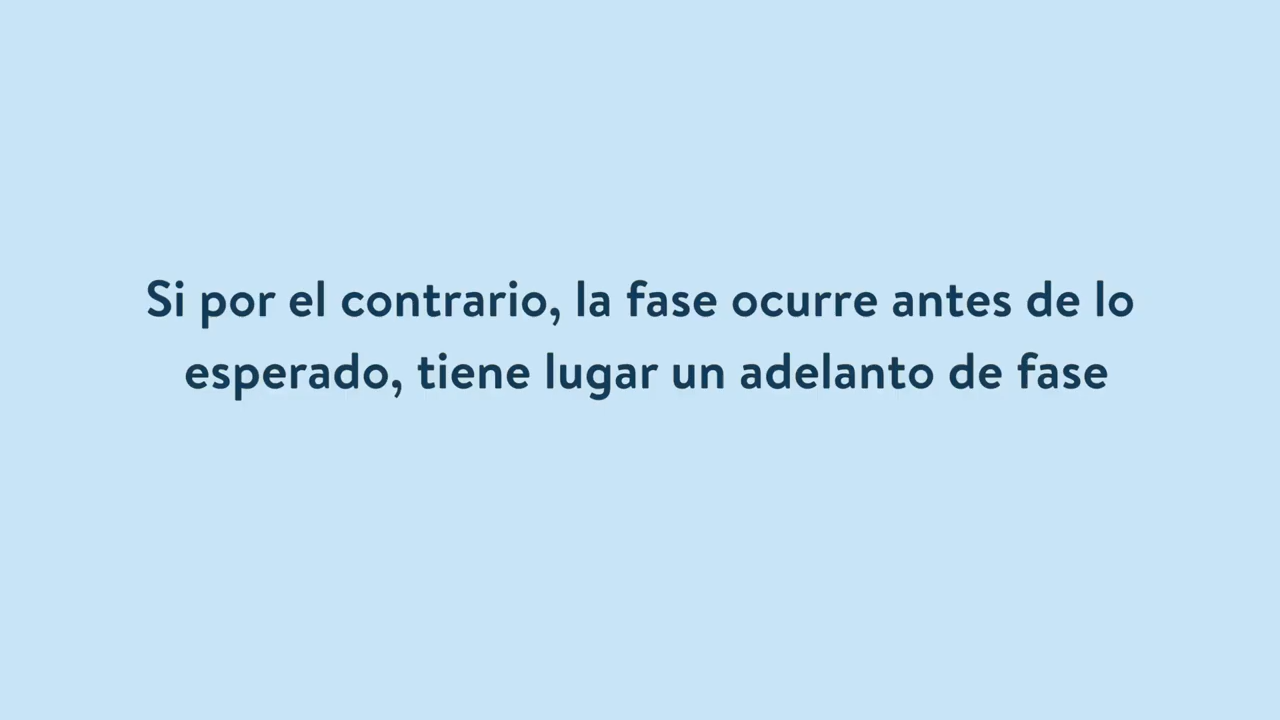 Si por el contrario, la fase ocurre antes de lo
esperado, tiene lugar un adelanto de fase